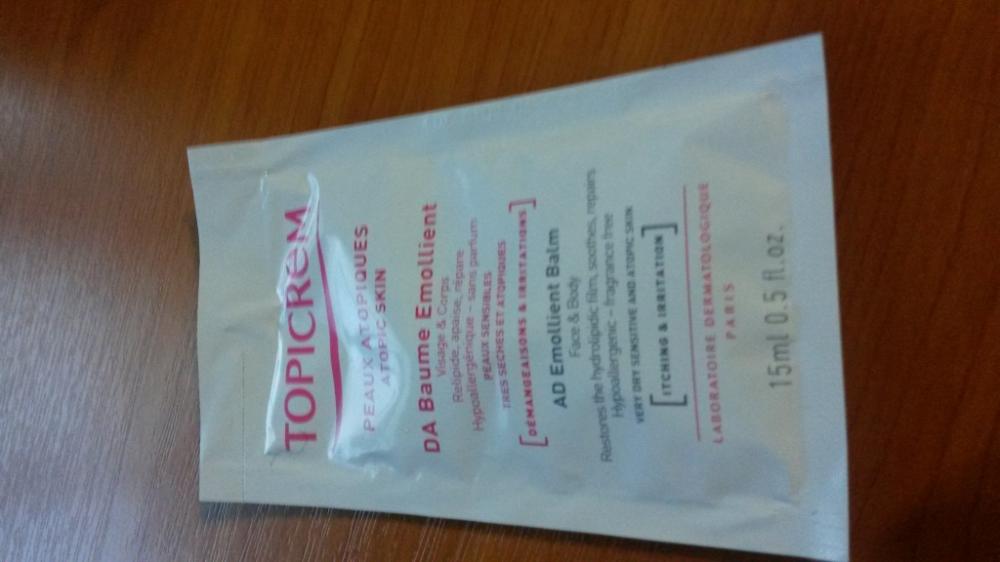 TOPICREM
PEAUX ATOPIQUES
ATOPIC SKIN
DA Baume Emollient
Visage & Corps
Relipide, apaise, répare
Hypoallergénique - sans parfum
PEAUX SENSIBLES
TRÈS SÈCHES ET ATOPIQUES
[DÉMANGEAISONS & IRRITATIONS]
AD Emollient Balm
Face & Body
Restores the hydrolipidic film, soothes, repairs
Hypoallergenic - fragrance free
VERY DRY SENSITIVE AND ATOPIC SKIN
[ITCHING & IRRITATION]
LABORATOIRE DERMATOLOGIQUE
PARIS
15ml 0.5 fl.oz.